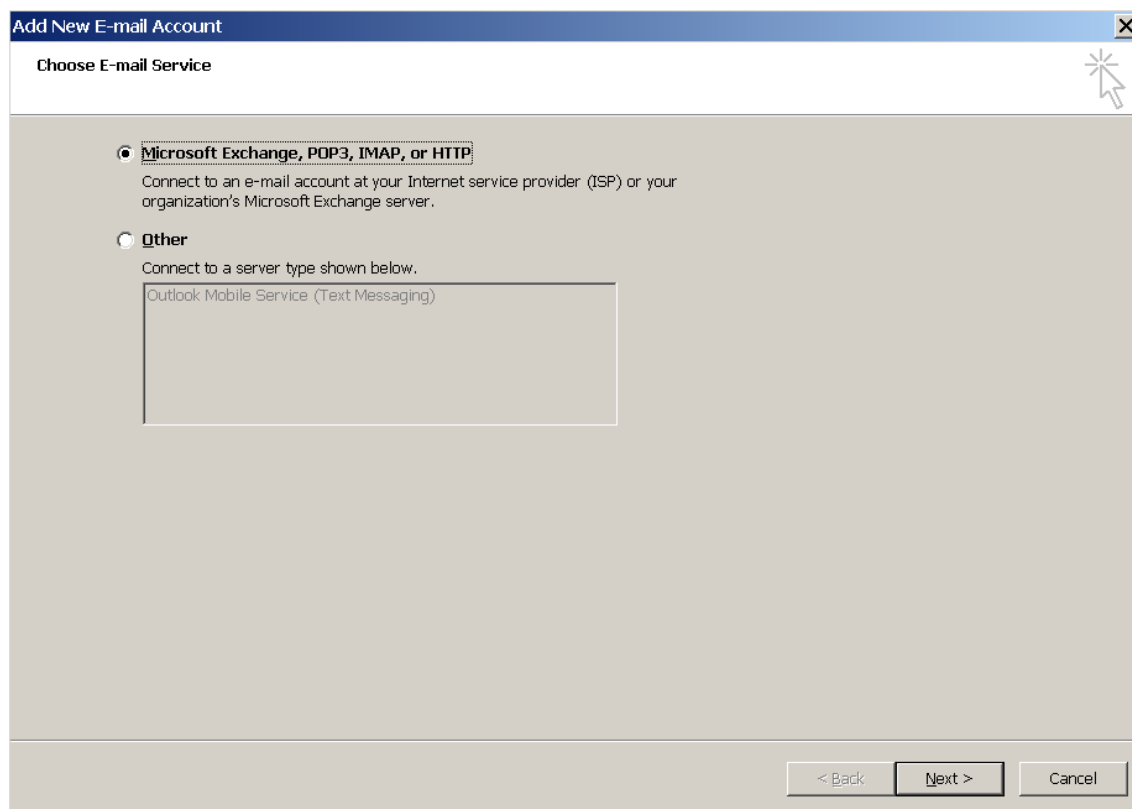 Add New E-mail Account
Choose E-mail Service
Microsoft Exchange, POP3, IMAP, or HTTP
Connect to an e-mail account at your Internet service provider (ISP) or your
organization's Microsoft Exchange server.
Other
Connect to a server type shown below.
Outlook Mobile Service (Text Messaging)
< Back Next > Cancel